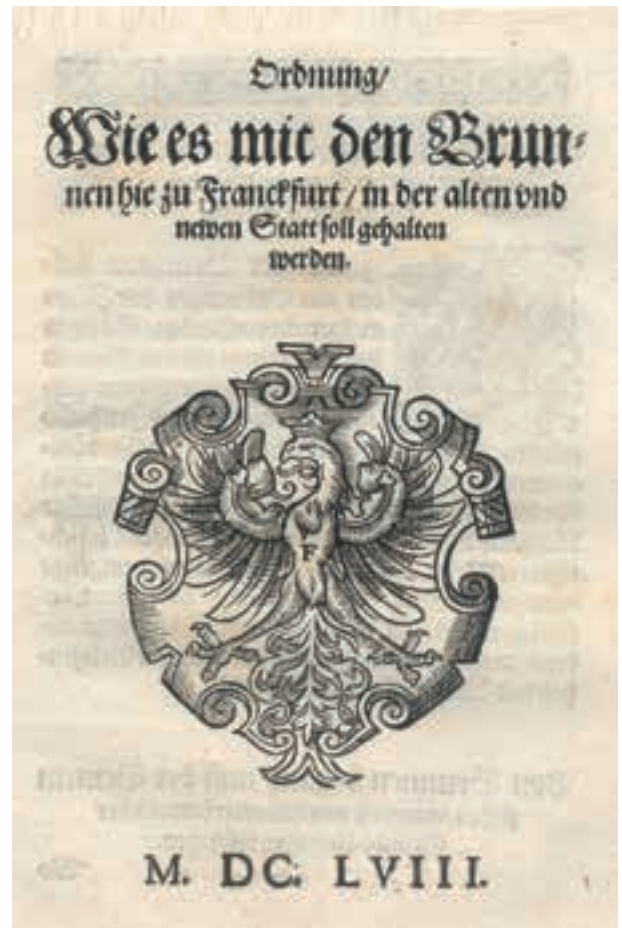 Ordnung/
Wie es mit den Brun⸗
nen hie zu Franckfurt / in der alten vnd
newen Statt soll gehalten
werden.
F
M. DC. LVIII.